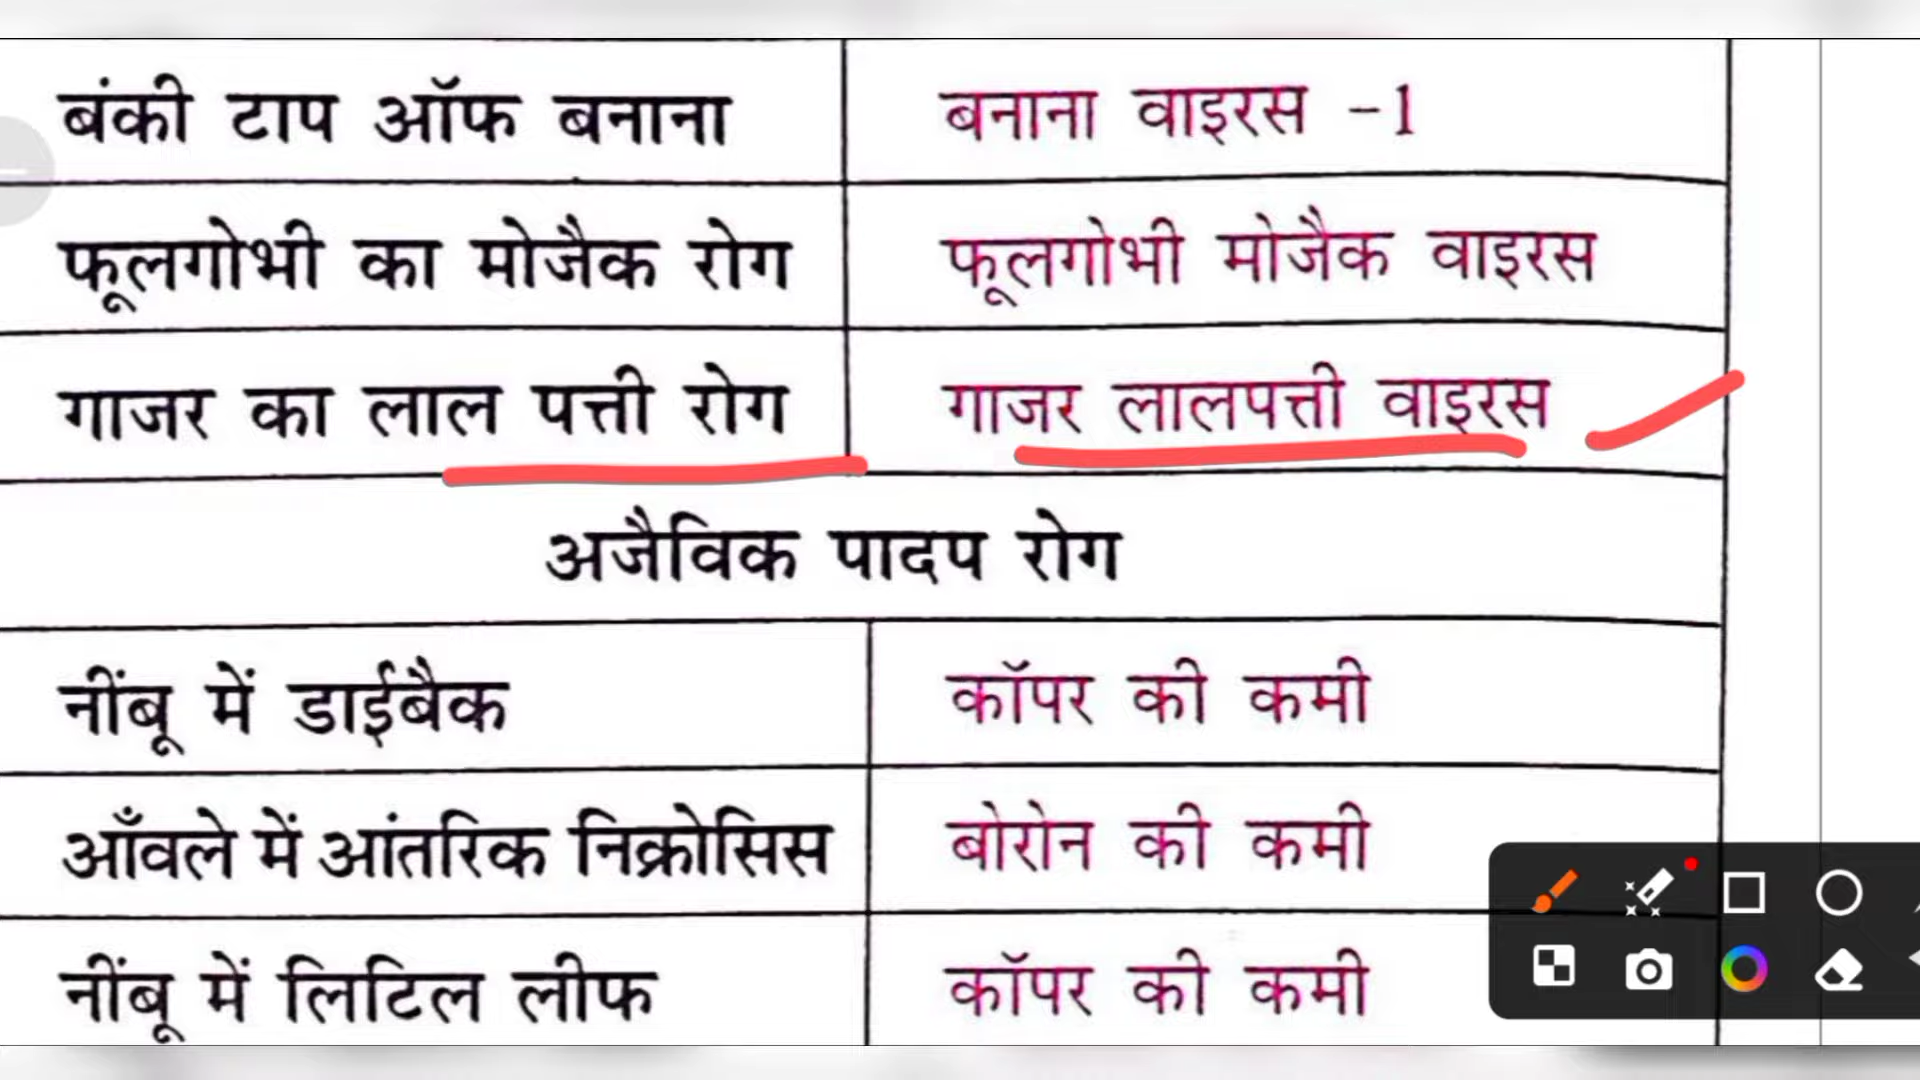 बंकी टाप ऑफ बनाना बनाना वाइरस -1
फूलगोभी का मोजैक रोग फूलगोभी मोजैक वाइरस
गाजर का लाल पत्ती रोग गाजर लालपत्ती वाइरस
अजैविक पादप रोग
नींबू में डाईबैक कॉपर की कमी
आँवले में आंतरिक निक्रोसिस बोरोन की कमी
नींबू में लिटिल लीफ कॉपर की कमी